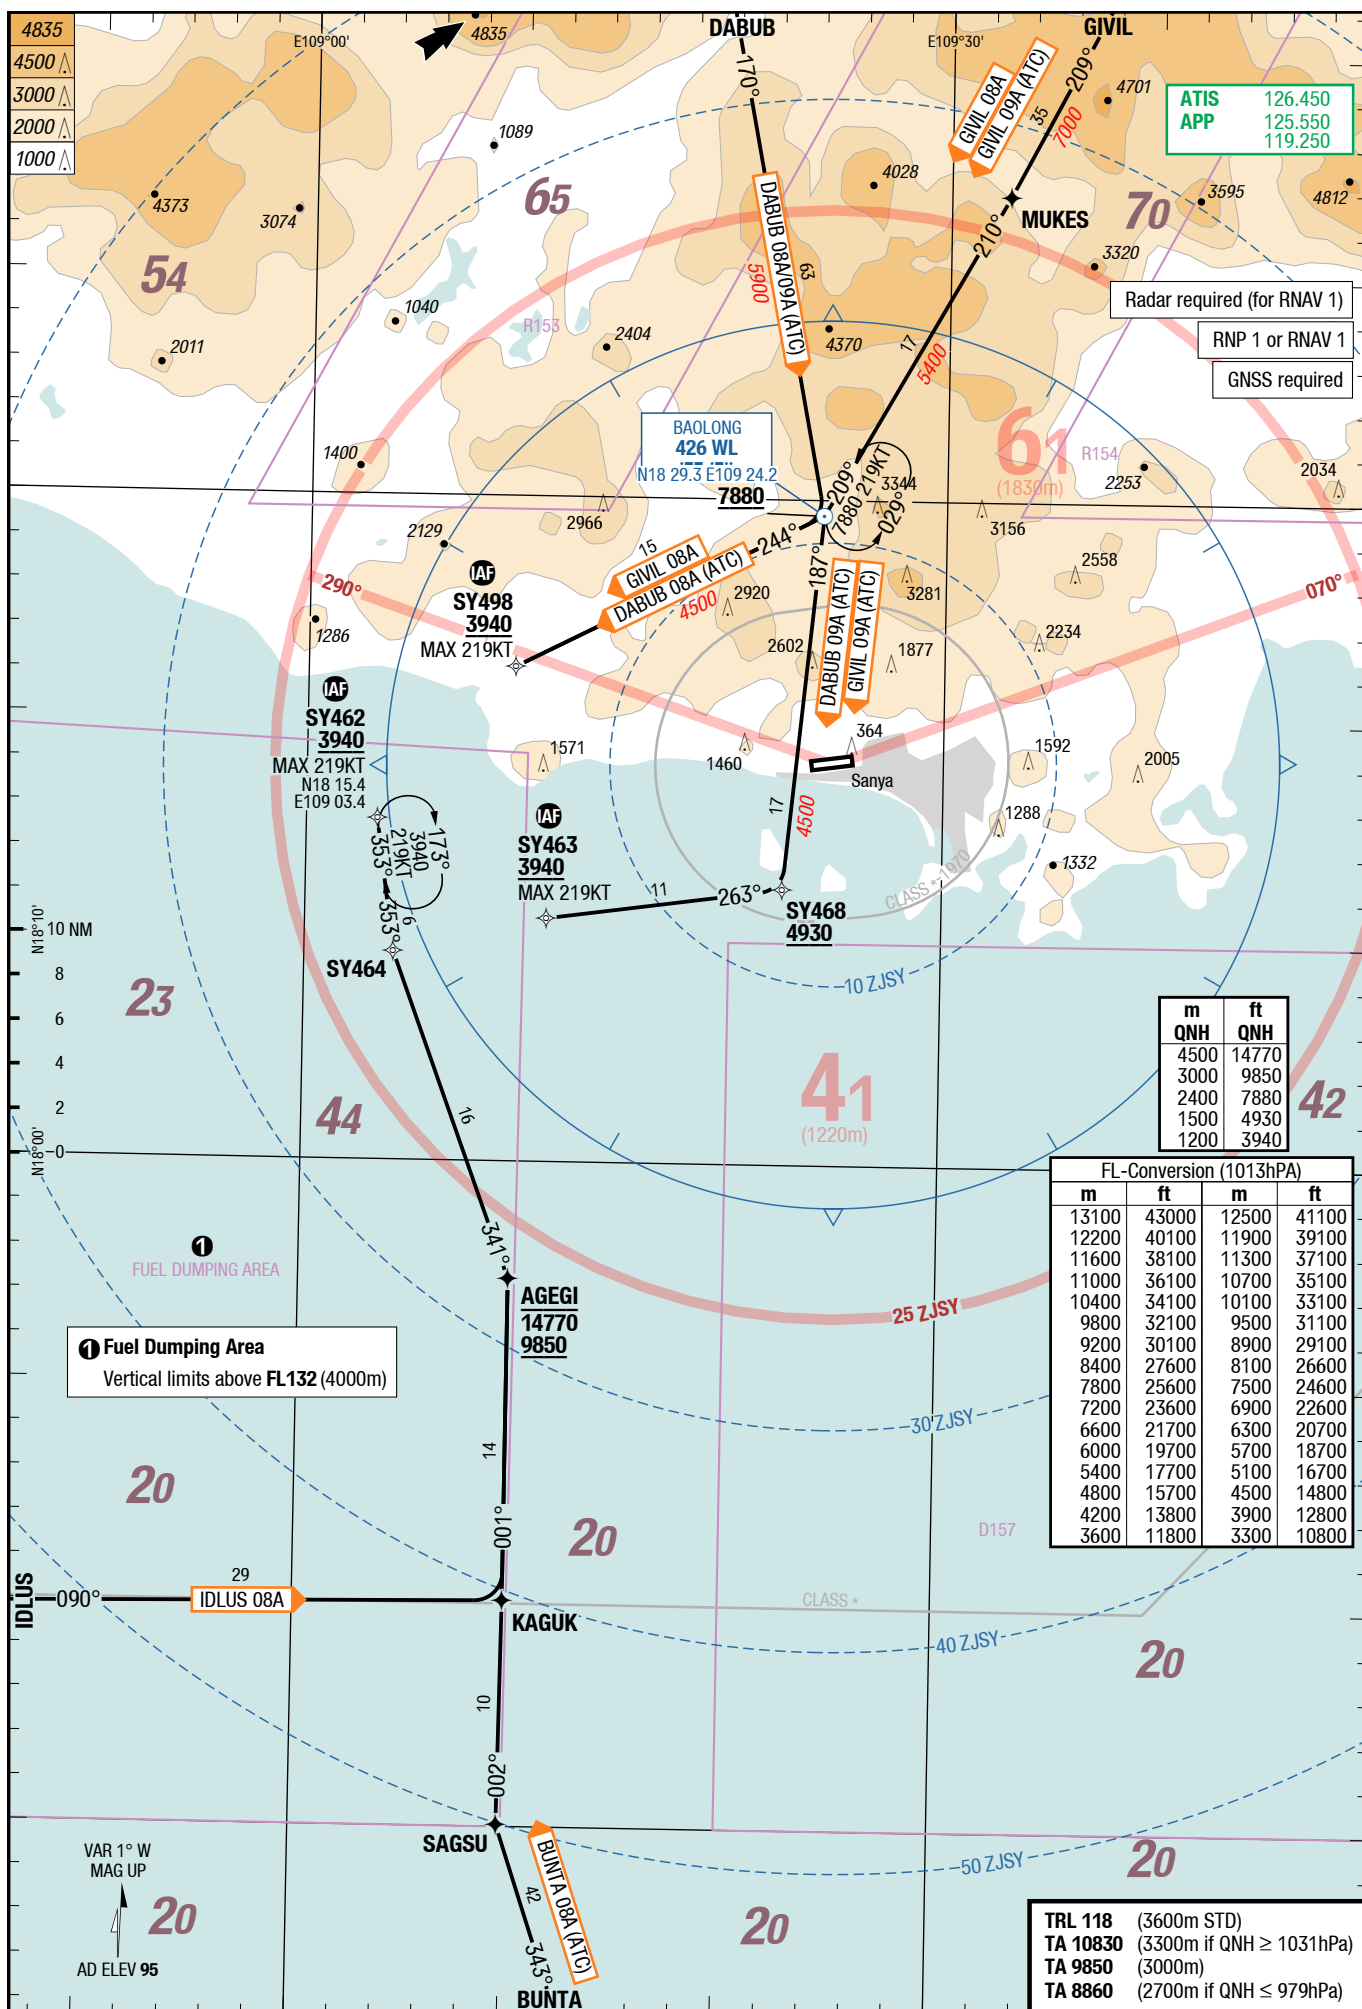 4835
4500
3000
2000
1000
E109°00'
4835
DABUB
E109°30'
GIVIL
170°
209°
35
7000
4701
GIVIL 08A
GIVIL 09A (ATC)
ATIS 126.450
APP 125.550
119.250
1089
4373
3074
65
4028
3595
4812
MUKES
70
210°
DABUB 08A/09A (ATC)
63
5900
54
3320
1040
R153
2011
2404
4370
17
5400
Radar required (for RNAV 1)
RNP 1 or RNAV 1
GNSS required
BAOLONG
426 WL
N18 29.3 E109 24.2
7880
1400
61
(1830m)
R154
2253
2034
209°
7880 219KT
3344
029°
2966
3156
2129
244°
15
GIVIL 08A
DABUB 08A (ATC)
4500
187°
2558
290°
070°
IAF
SY498
3940
MAX 219KT
2920
3281
DABUB 09A (ATC)
GIVIL 09A (ATC)
1286
2602
1877
2234
IAF
SY462
3940
MAX 219KT
N18 15.4
E109 03.4
1571
1460
364
Sanya
1592
2005
17
4500
1288
173°
3940
219KT
353°
IAF
SY463
3940
MAX 219KT
11
263°
CLASS *-1970
1332
353°
6
SY468
4930
N18°10'
10 NM
8
6
4
2
0
N18°00'
SY464
10 ZJSY
23
m ft
QNH QNH
4500 14770
3000 9850
2400 7880
1500 4930
1200 3940
41
(1220m)
44
42
16
FL-Conversion (1013hPA)
m ft m ft
13100 43000 12500 41100
12200 40100 11900 39100
11600 38100 11300 37100
11000 36100 10700 35100
10400 34100 10100 33100
9800 32100 9500 31100
9200 30100 8900 29100
8400 27600 8100 26600
7800 25600 7500 24600
7200 23600 6900 22600
6600 21700 6300 20700
6000 19700 5700 18700
5400 17700 5100 16700
4800 15700 4500 14800
4200 13800 3900 12800
3600 11800 3300 10800
341°
1
FUEL DUMPING AREA
AGEGI
14770
9850
25 ZJSY
1 Fuel Dumping Area
Vertical limits above FL132 (4000m)
30 ZJSY
14
20
001°
20
D157
IDLUS
090°
29
IDLUS 08A
KAGUK
CLASS *
40 ZJSY
20
10
002°
SAGSU
BUNTA 08A (ATC)
50 ZJSY
20
VAR 1° W
MAG UP
AD ELEV 95
20
42
343°
BUNTA
20
TRL 118 (3600m STD)
TA 10830 (3300m if QNH ≥ 1031hPa)
TA 9850 (3000m)
TA 8860 (2700m if QNH ≤ 979hPa)